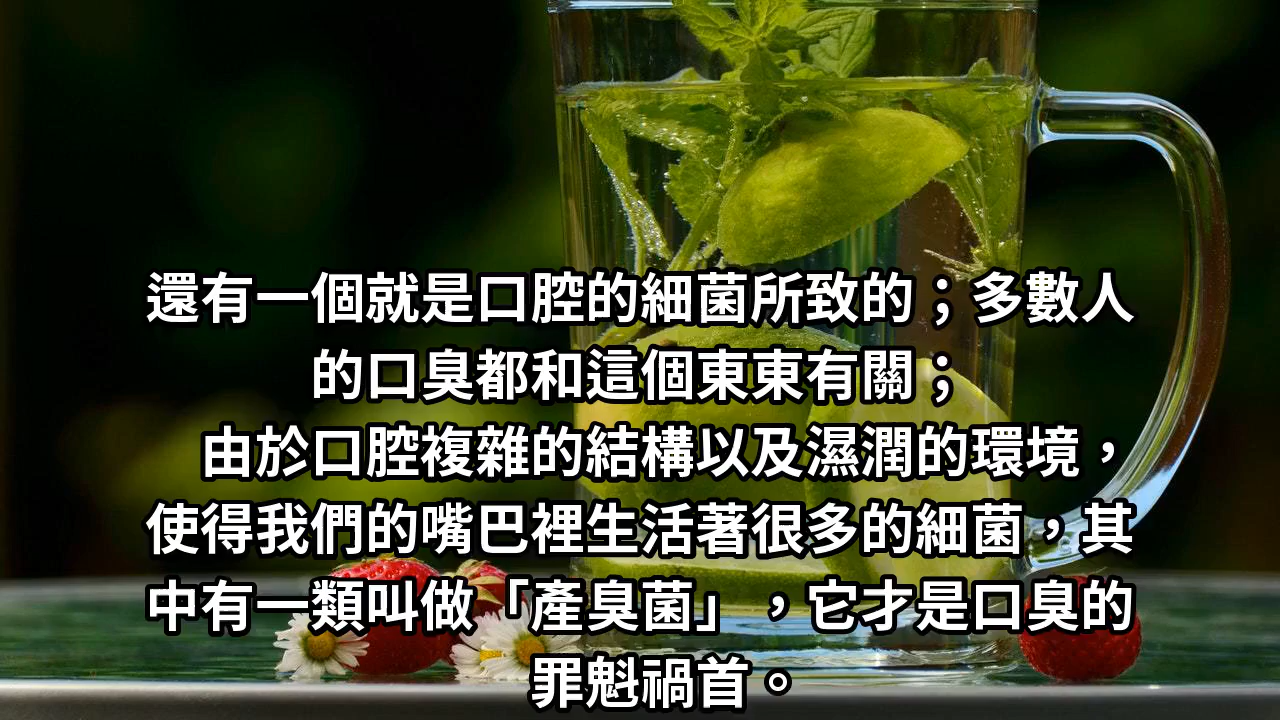 還有一個就是口腔的細菌所致的；多數人
的口臭都和這個東東有關；
由於口腔複雜的結構以及濕潤的環境，
使得我們的嘴巴裡生活著很多的細菌，其
中有一類叫做「產臭菌」，它才是口臭的
罪魁禍首。